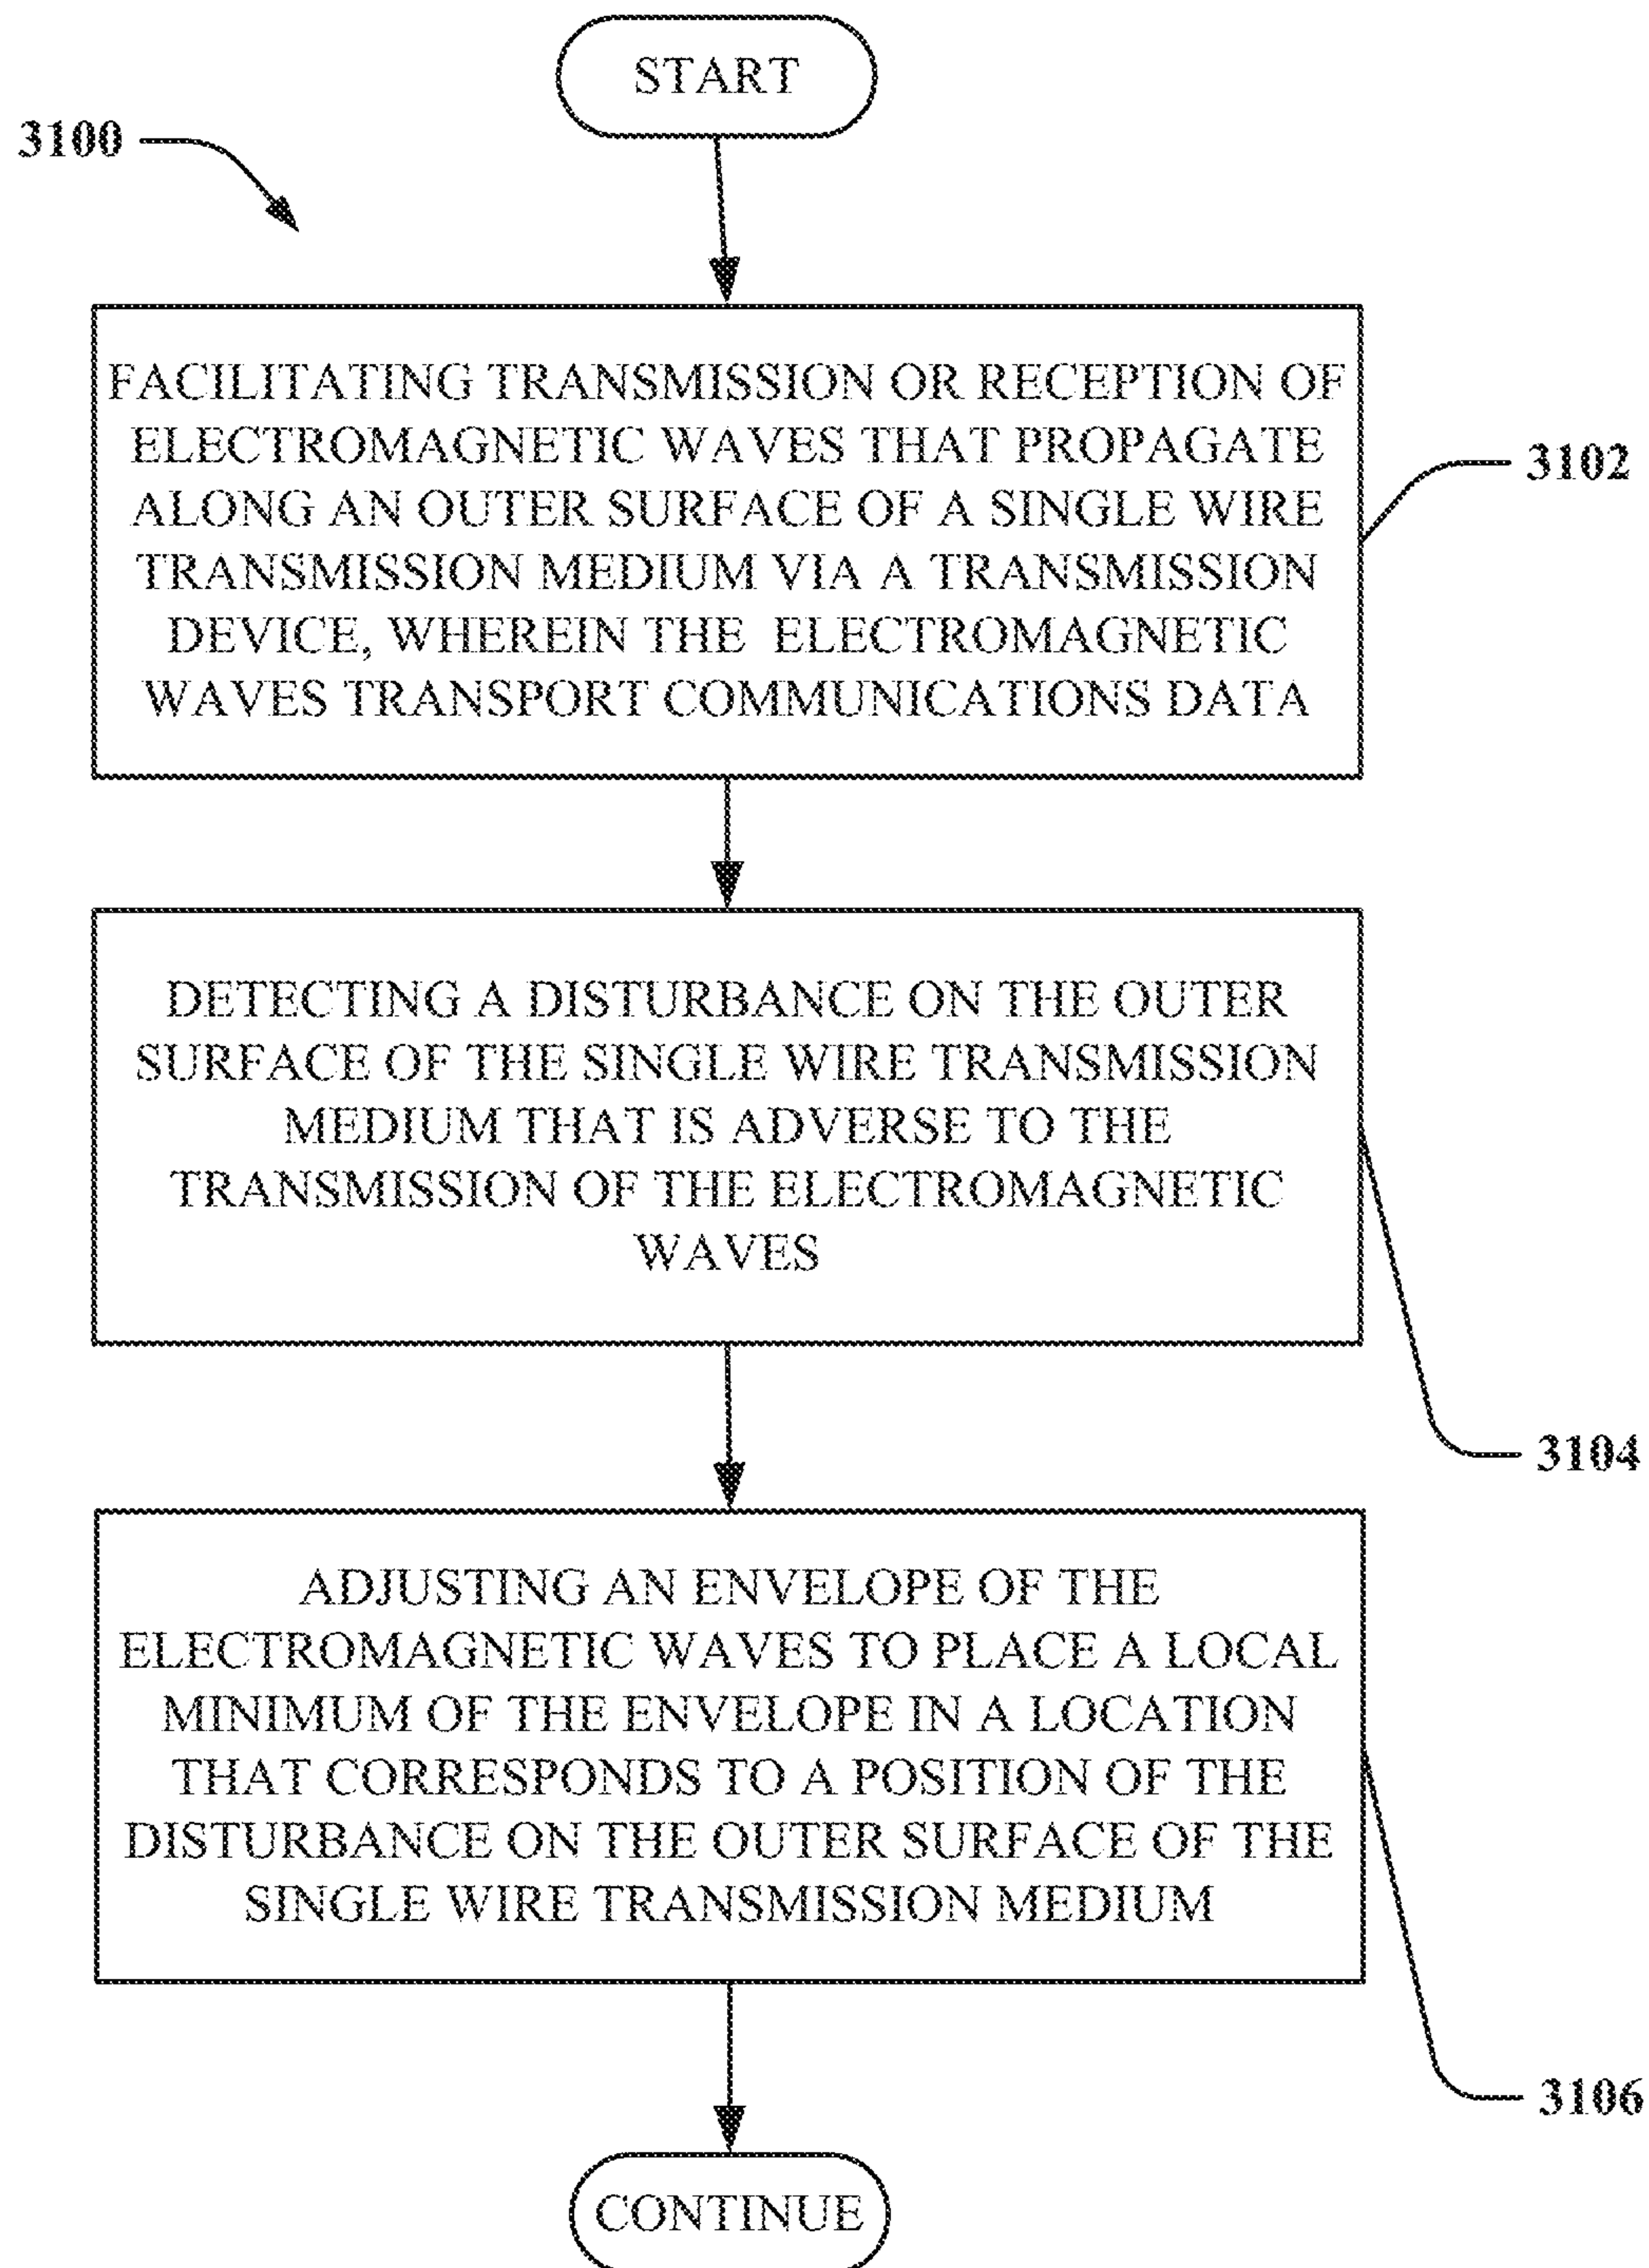 START
3100
FACILITATING TRANSMISSION OR RECEPTION OF
ELECTROMAGNETIC WAVES THAT PROPAGATE
ALONG AN OUTER SURFACE OF A SINGLE WIRE
TRANSMISSION MEDIUM VIA A TRANSMISSION
DEVICE, WHEREIN THE ELECTROMAGNETIC
WAVES TRANSPORT COMMUNICATIONS DATA
3102
DETECTING A DISTURBANCE ON THE OUTER
SURFACE OF THE SINGLE WIRE TRANSMISSION
MEDIUM THAT IS ADVERSE TO THE
TRANSMISSION OF THE ELECTROMAGNETIC
WAVES
3104
ADJUSTING AN ENVELOPE OF THE
ELECTROMAGNETIC WAVES TO PLACE A LOCAL
MINIMUM OF THE ENVELOPE IN A LOCATION
THAT CORRESPONDS TO A POSITION OF THE
DISTURBANCE ON THE OUTER SURFACE OF THE
SINGLE WIRE TRANSMISSION MEDIUM
3106
CONTINUE